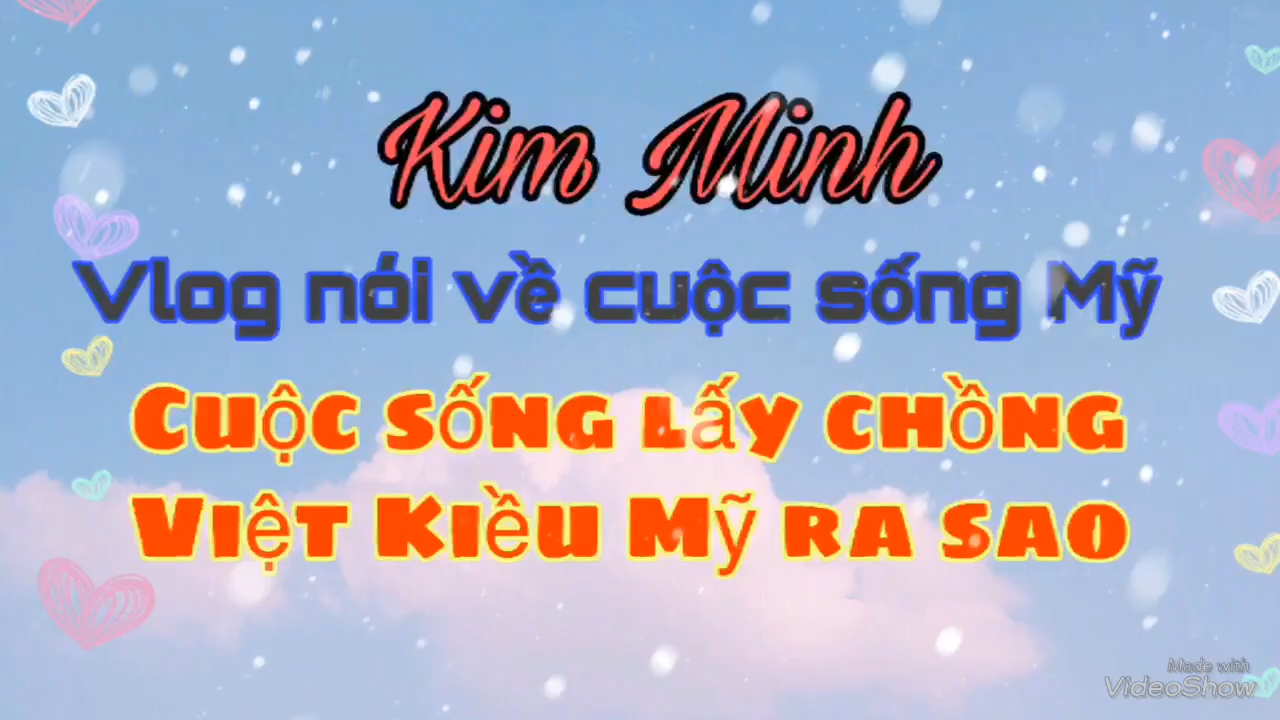 Kim Minh
Vlog nói về cuộc sống Mỹ
Cuộc sống lấy chồng
Việt Kiều Mỹ ra sao
Made with
VideoShow